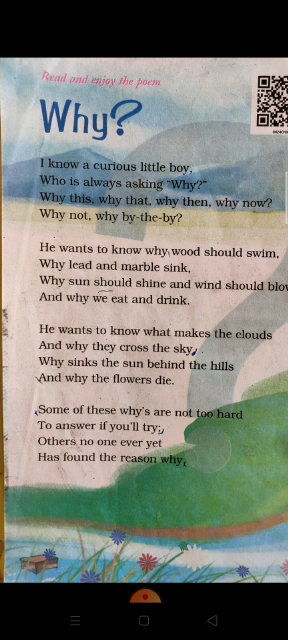 Read and enjoy the poem
Why?
I know a curious little boy,
Who is always asking "Why?"
Why this, why that, why then, why now?
Why not, why by-the-by?
He wants to know why wood should swim,
Why lead and marble sink,
Why sun should shine and wind should blow
And why we eat and drink.
He wants to know what makes the clouds
And why they cross the sky,
Why sinks the sun behind the hills
And why the flowers die.
Some of these why's are not too hard
To answer if you'll try;
Others no one ever yet
Has found the reason why.